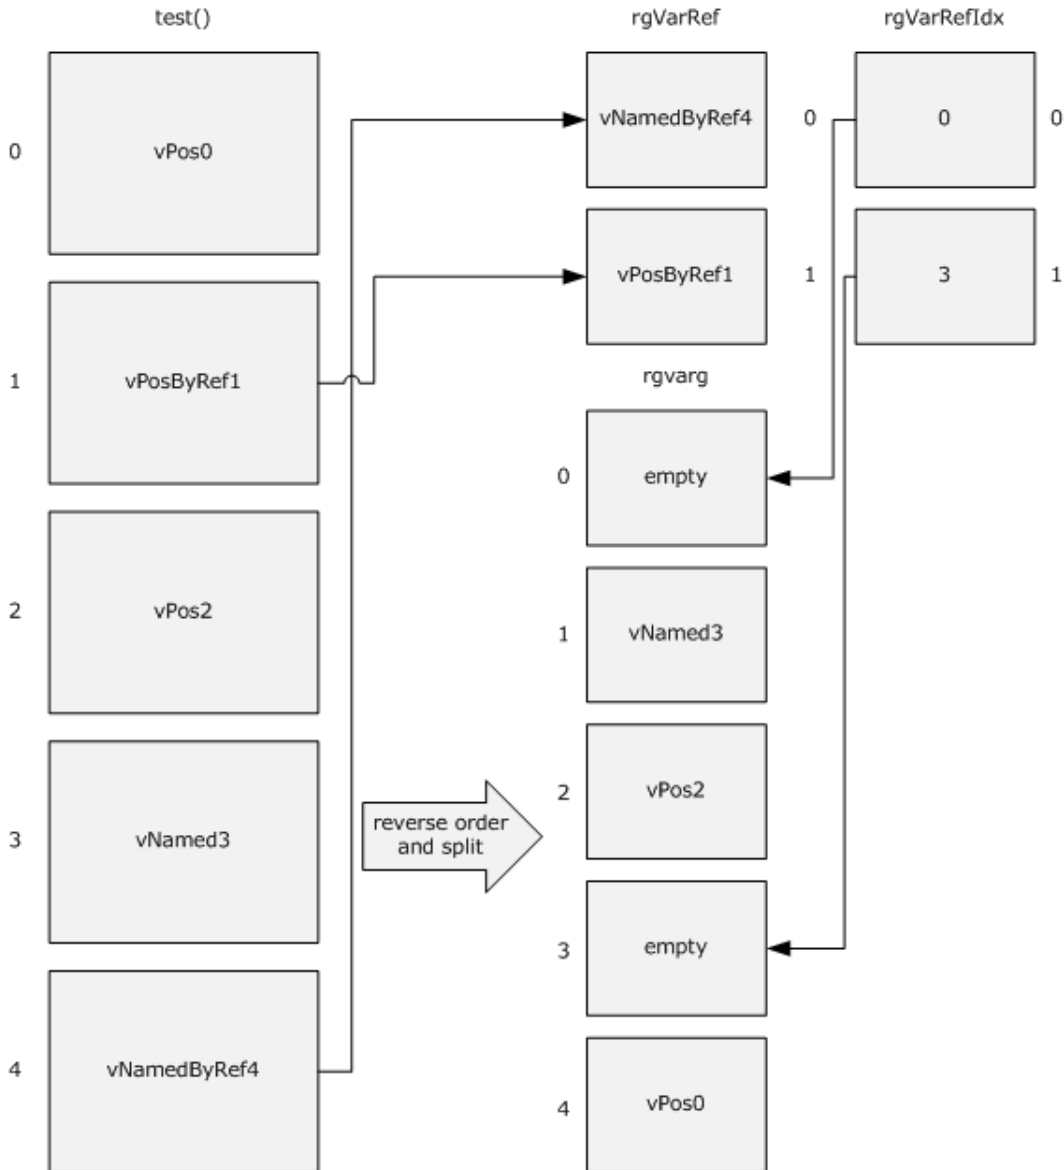 test()
rgVarRef
rgVarRefIdx
0
vPos0
vNamedByRef4
0
0
0
vPosByRef1
1
3
1
1
vPosByRef1
rgvarg
0
empty
2
vPos2
1
vNamed3
2
vPos2
3
vNamed3
reverse order
and split
3
empty
4
vNamedByRef4
4
vPos0